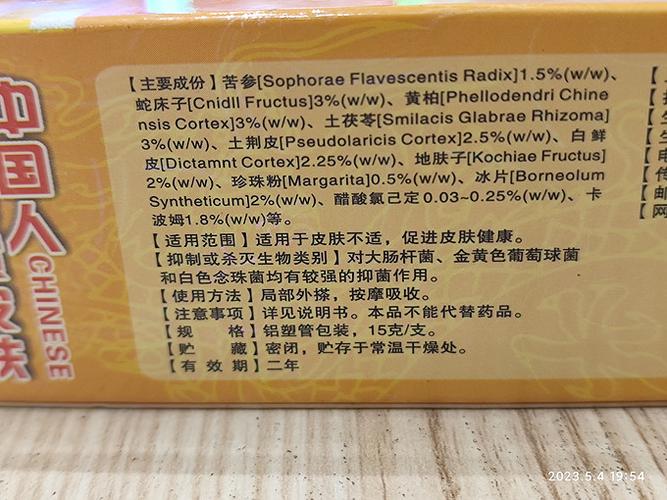 【主要成份】苦参[Sophorae Flavescentis Radix]1.5%(w/w)、
蛇床子[Cnidll Fructus]3%(w/w)、黄柏[Phellodendri Chine
nsis Cortex]3%(w/w)、土茯苓[Smilacis Glabrae Rhizoma]
3%(w/w)、土荆皮[Pseudolaricis Cortex]2.5%(w/w)、白鲜
皮[Dictamnt Cortex]2.25%(w/w)、地肤子[Kochiae Fructus]
2%(w/w)、珍珠粉[Margarita]0.5%(w/w)、冰片[Borneolum
Syntheticum]2%(w/w)、醋酸氯己定0.03~0.25%(w/w)、卡
波姆1.8%(w/w)等。
【适用范围】适用于皮肤不适，促进皮肤健康。
【抑制或杀灭生物类别】对大肠杆菌、金黄色葡萄球菌
和白色念珠菌均有较强的抑菌作用。
【使用方法】局部外搽，按摩吸收。
【注意事项】详见说明书。本品不能代替药品。
【规 格】铝塑管包装，15克/支。
【贮 藏】密闭，贮存于常温干燥处。
【有 效 期】二年
中国人
肤
CHINESE
2023.5.4 19:54